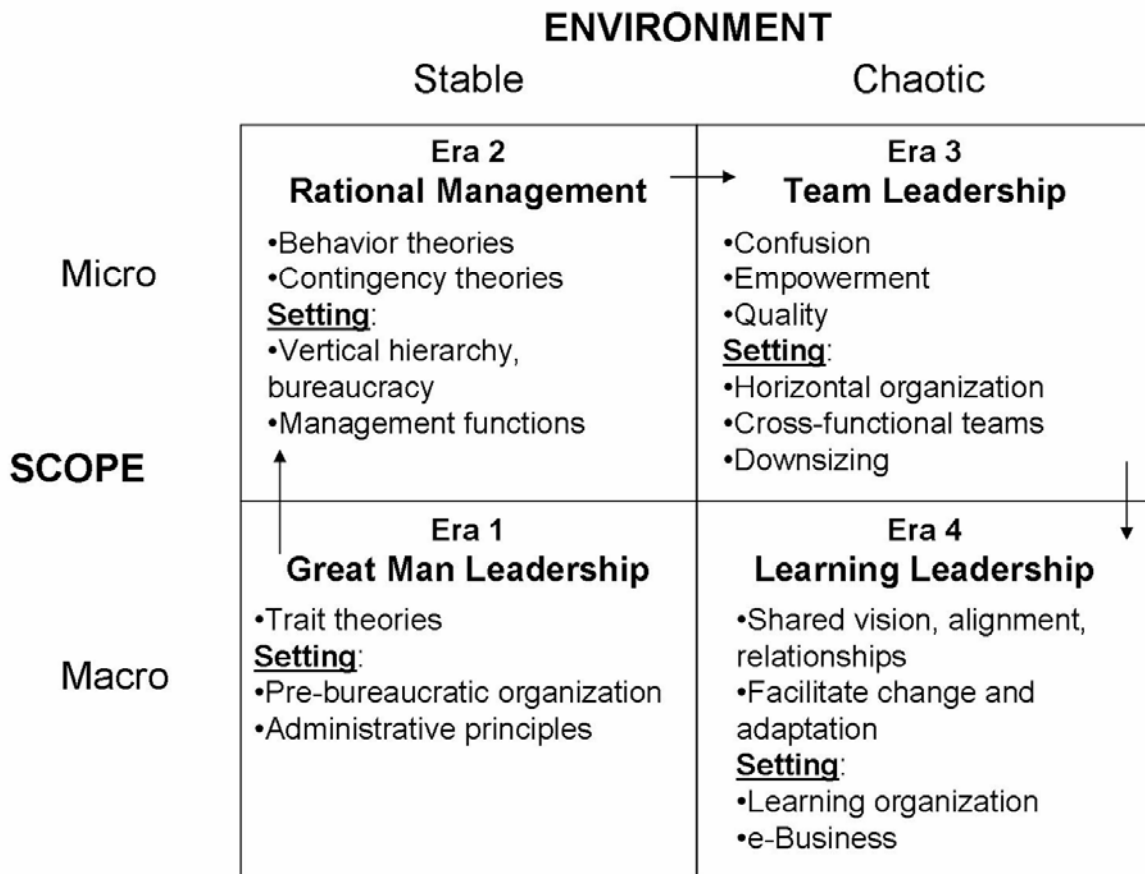 ENVIRONMENT
Stable
Chaotic
Era 2
Rational Management
•Behavior theories
•Contingency theories
Setting:
•Vertical hierarchy,
bureaucracy
•Management functions
Era 3
Team Leadership
•Confusion
•Empowerment
•Quality
Setting:
•Horizontal organization
•Cross-functional teams
•Downsizing
Micro
SCOPE
Macro
Era 1
Great Man Leadership
•Trait theories
Setting:
•Pre-bureaucratic organization
•Administrative principles
Era 4
Learning Leadership
•Shared vision, alignment,
relationships
•Facilitate change and
adaptation
Setting:
•Learning organization
•e-Business